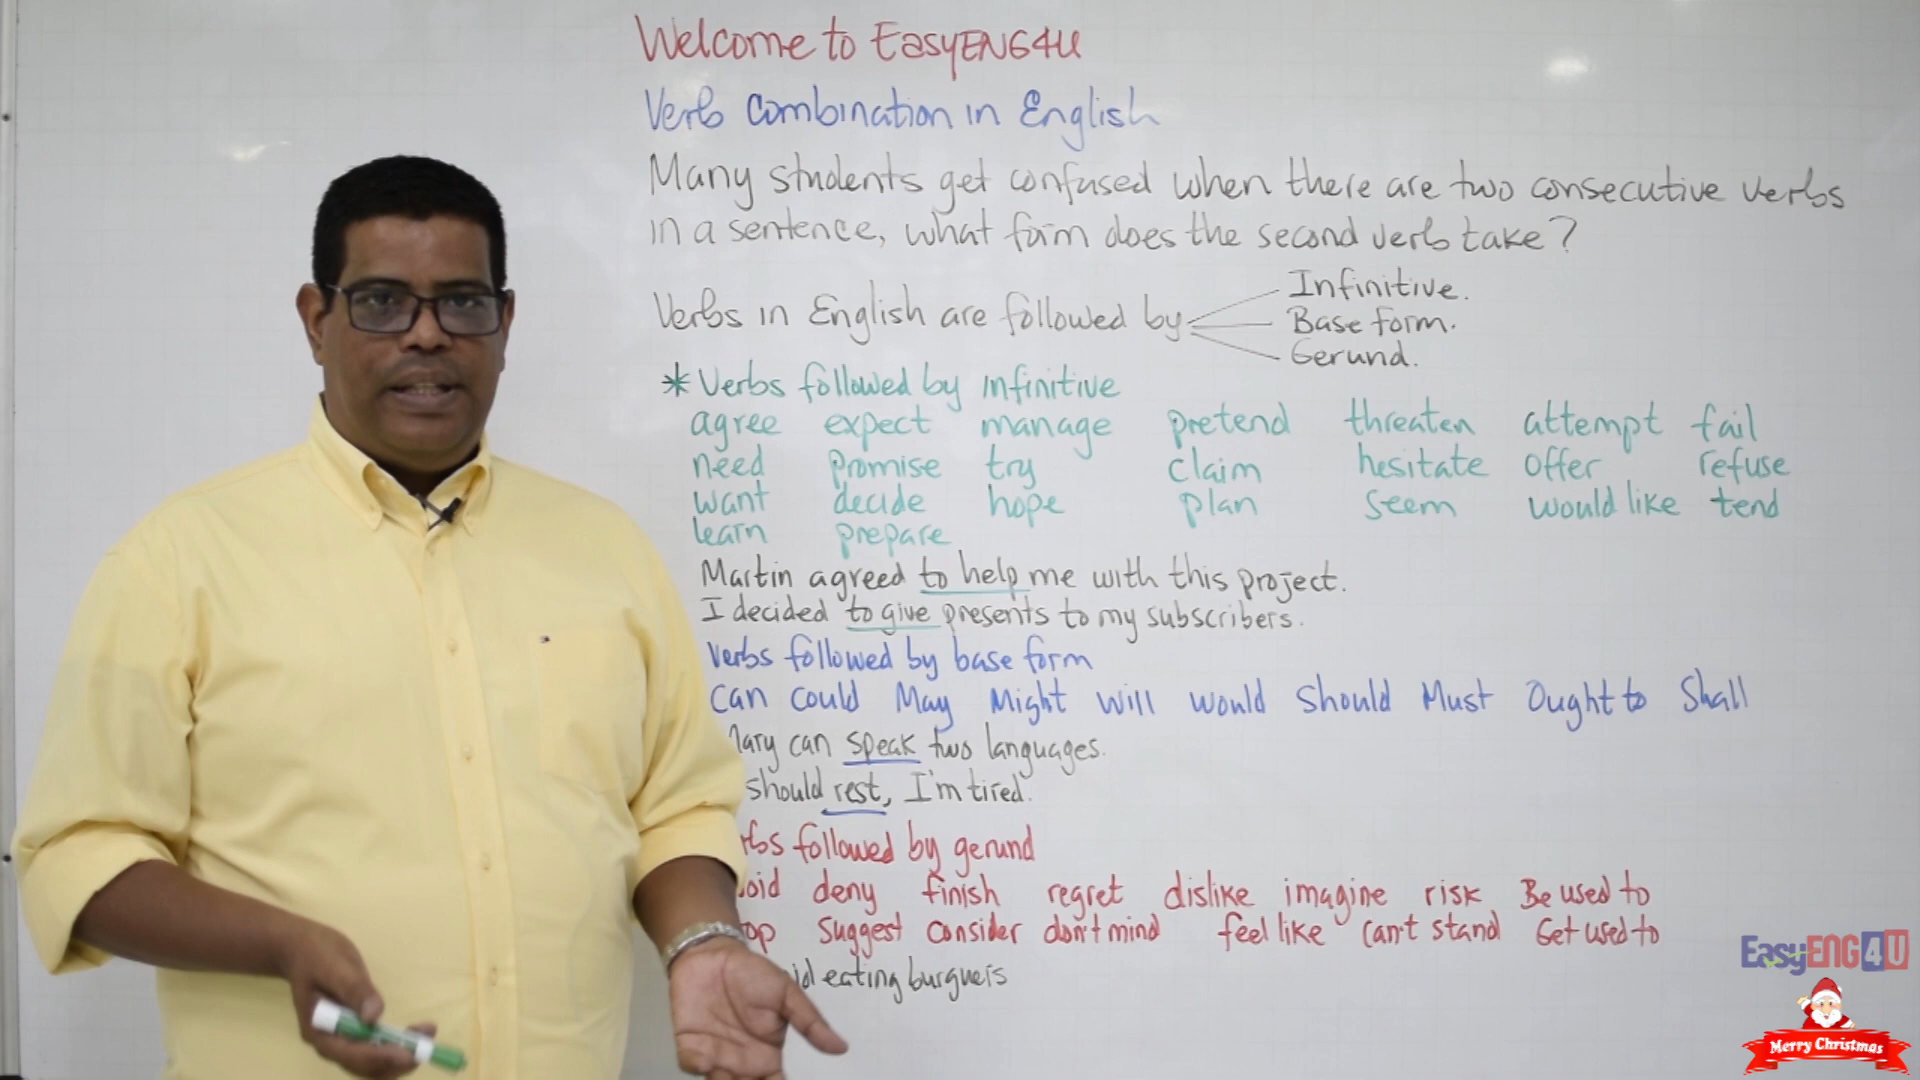 Welcome to EasyENG4U
Verb Combination in English
Many students get confused when there are two consecutive verbs
in a sentence, what form does the second verb take?
Verbs in English are followed by
Infinitive.
Base form.
Gerund.
* Verbs followed by infinitive
agree expect manage pretend threaten attempt fail
need promise try claim hesitate offer refuse
want decide hope plan seem would like tend
learn prepare
Martin agreed to help me with this project.
I decided to give presents to my subscribers.
Verbs followed by base form
Can Could May Might Will Would Should Must Ought to Shall
can speak two languages.
should rest, I'm tired.
followed by gerund
deny finish regret dislike imagine risk Be used to
suggest consider don't mind feel like can't stand Get used to
eating burguers
EasyENG4U
Merry Christmas